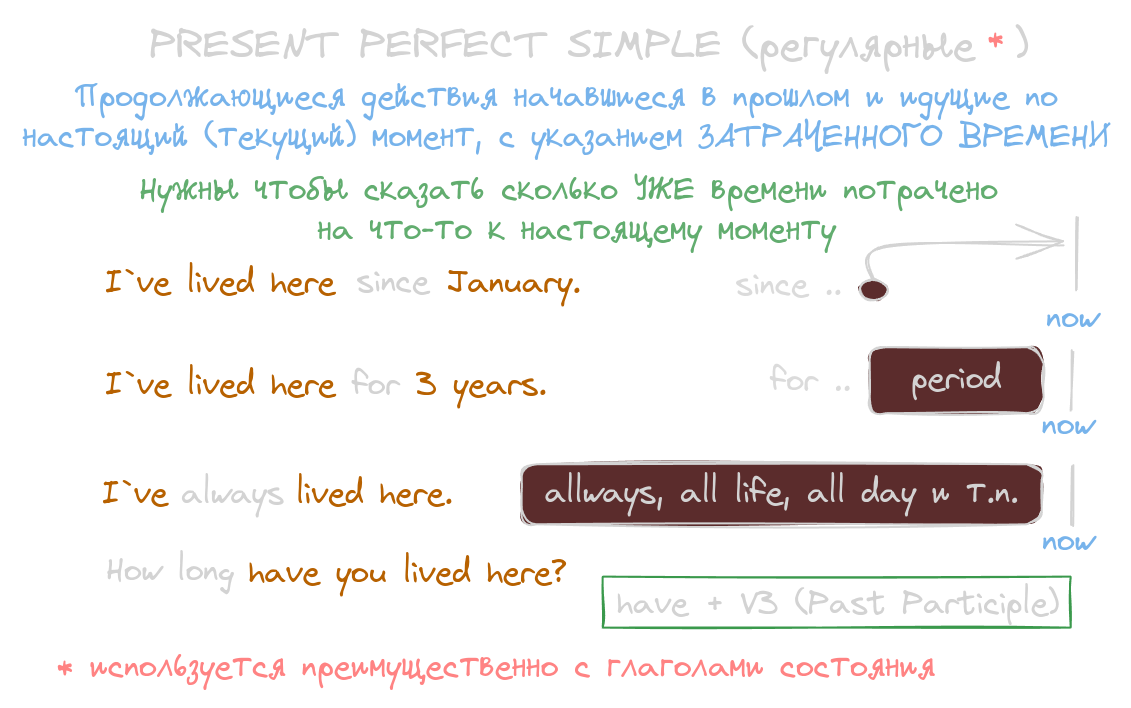 PRESENT PERFECT SIMPLE (регулярные * )
Продолжающиеся действия начавшиеся в прошлом и идущие по
настоящий (текущий) момент, с указанием ЗАТРАЧЕННОГО ВРЕМЕНИ
Нужны чтобы сказать сколько УЖЕ времени потрачено
на что-то к настоящему моменту
I`ve lived here since January.
since ..
now
I`ve lived here for 3 years.
for ..
period
now
I`ve always lived here.
allways, all life, all day и т.п.
now
How long have you lived here?
have + V3 (Past Participle)
* используется преимущественно с глаголами состояния